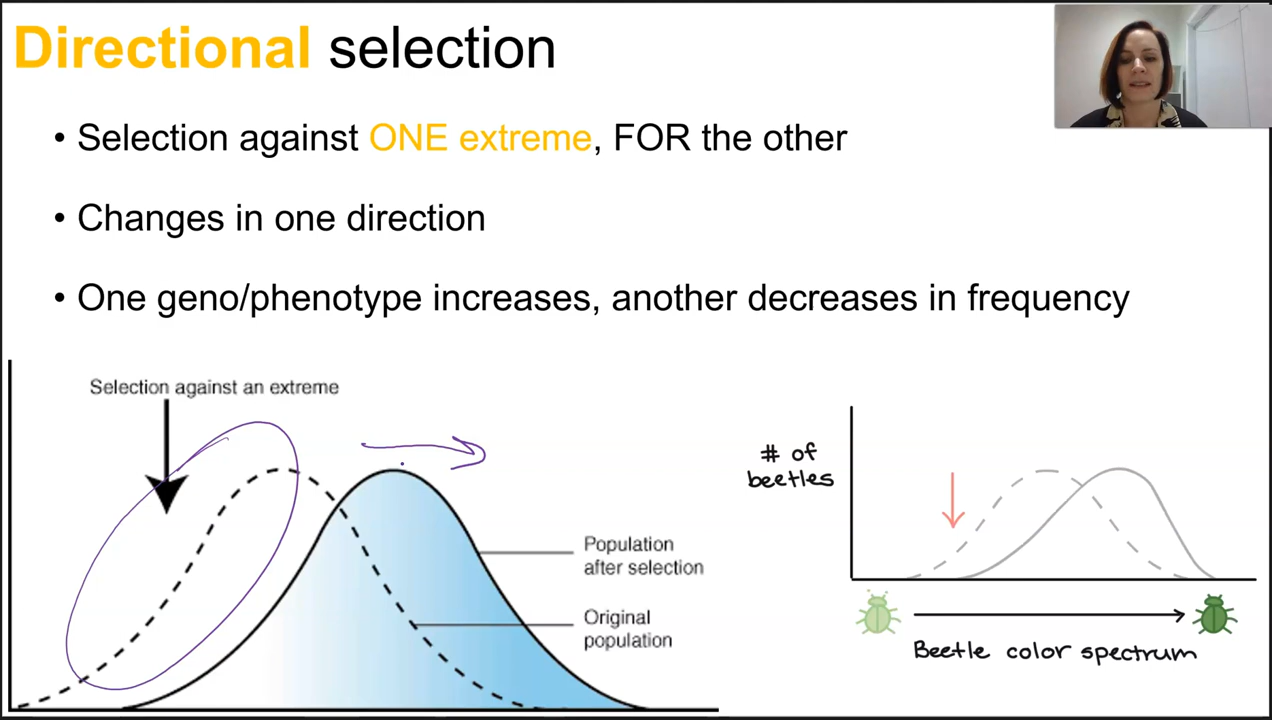 Directional selection
• Selection against ONE extreme, FOR the other
• Changes in one direction
• One geno/phenotype increases, another decreases in frequency
Selection against an extreme
Population
after selection
Original
population
# of
beetles
Beetle color spectrum